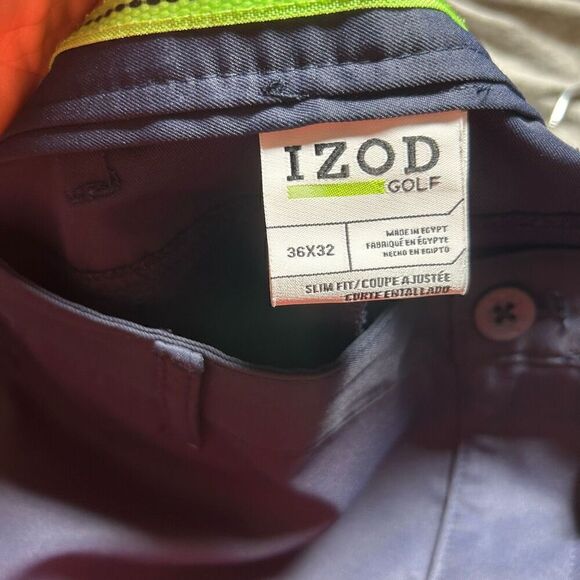 IZOD
GOLF
36X32
MADE IN EGYPT
FABRIQUÉ EN ÉGYPTE
HECHO EN EGIPTO
SLIM FIT/COUPE AJUSTÉE
CORTE ENTALLADO